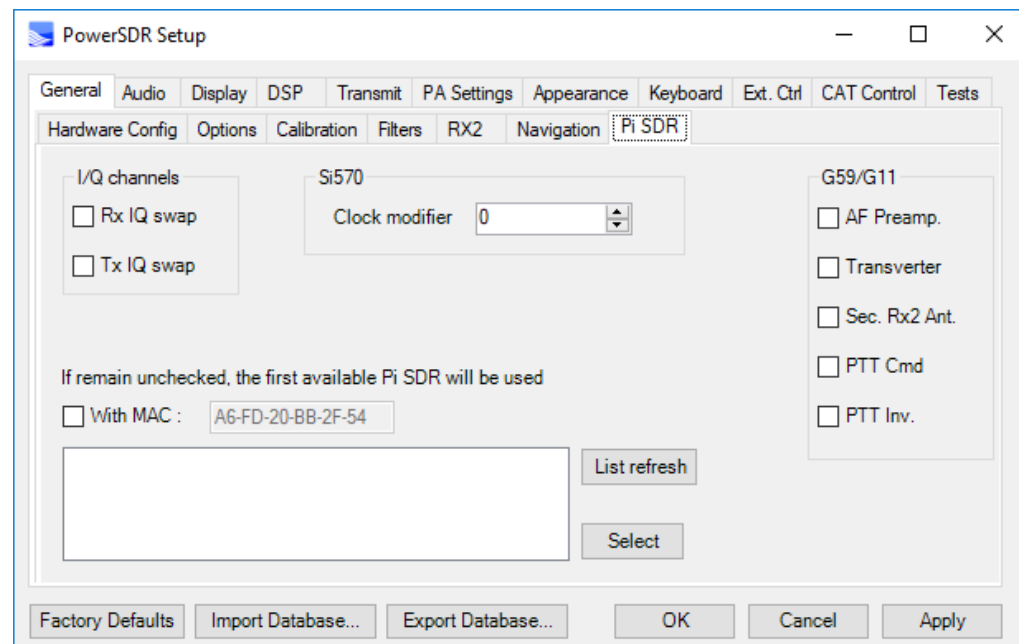 PowerSDR Setup
General Audio Display DSP Transmit PA Settings Appearance Keyboard Ext. Ctrl CAT Control Tests
Hardware Config Options Calibration Filters RX2 Navigation Pi SDR
I/Q channels Si570 G59/G11
Rx IQ swap Clock modifier 0 AF Preamp.
Tx IQ swap Transverter
Sec. Rx2 Ant.
If remain unchecked, the first available Pi SDR will be used PTT Cmd
With MAC : A6-FD-20-BB-2F-54 PTT Inv.
List refresh
Select
Factory Defaults Import Database... Export Database... OK Cancel Apply